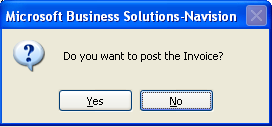 Microsoft Business Solutions-Navision
Do you want to post the Invoice?
Yes
No